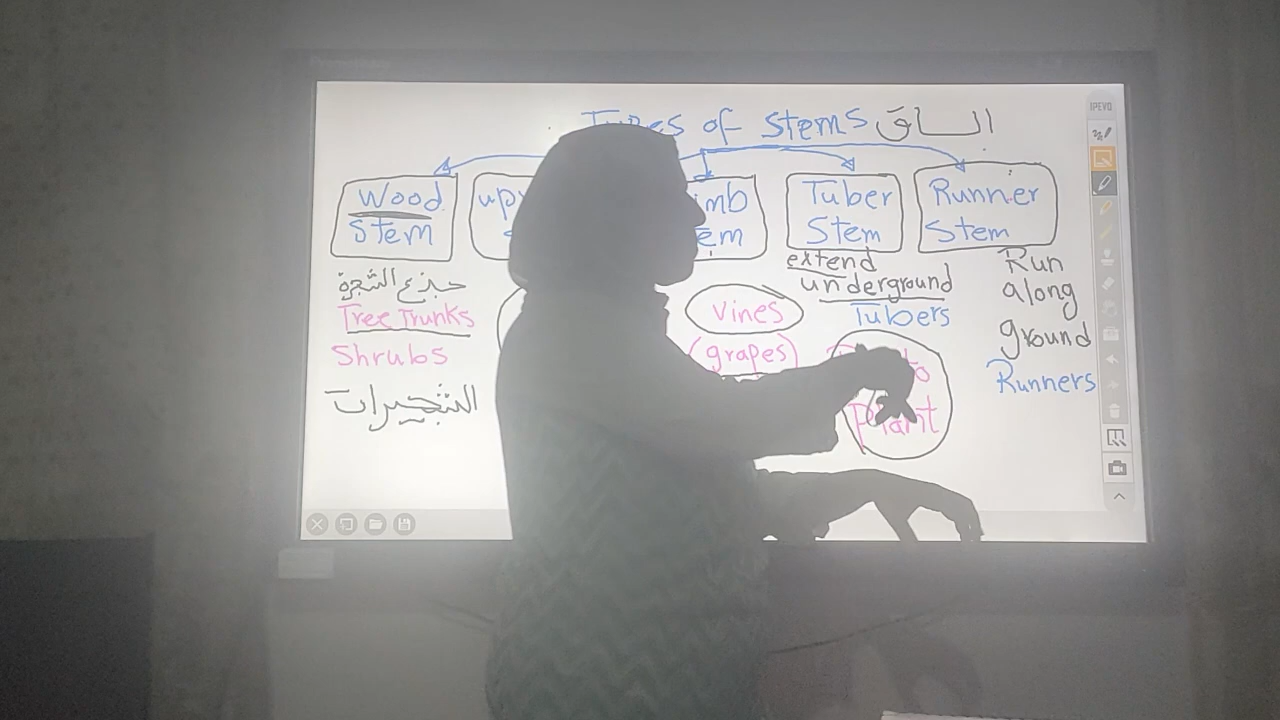 Types of stems الساق
Wood stem
up
mb em
Tuber Stem
Runner Stem
جذع الشجرة
Tree Trunks
Shrubs
الشجيرات
vines
(grapes)
extend
underground
Tubers
plant
Run
along
ground
Runners
IPEVO